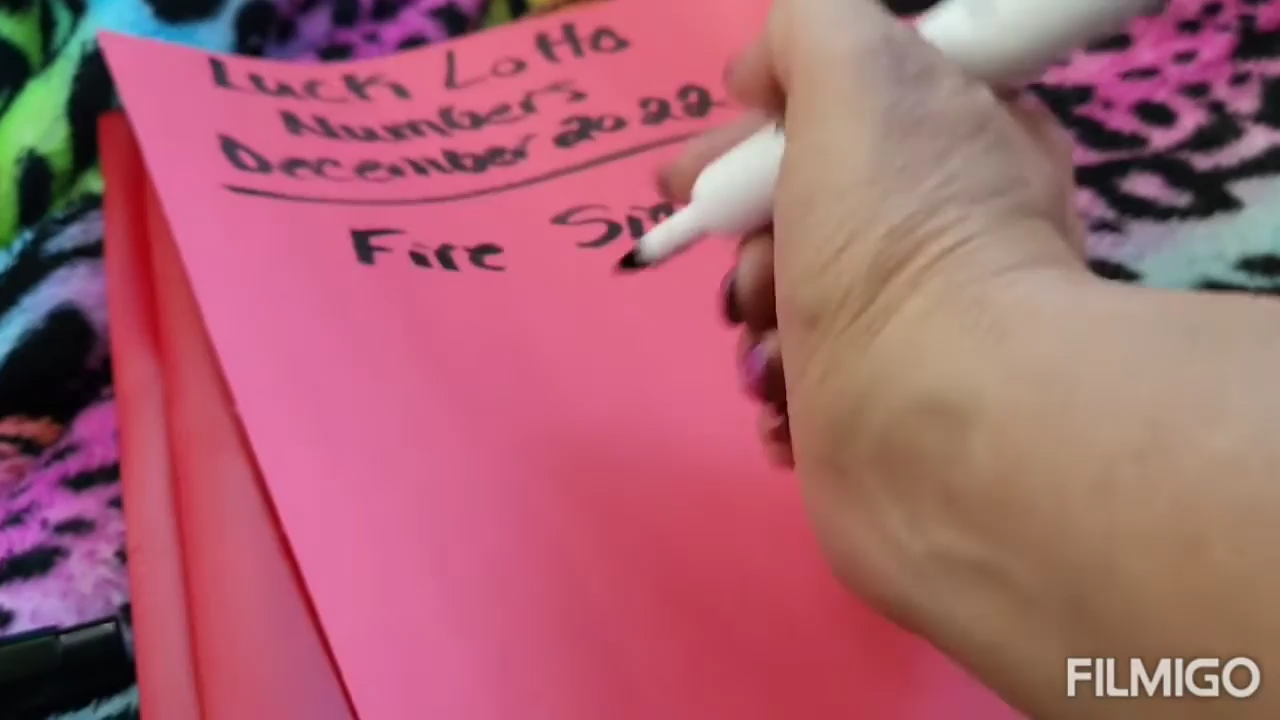 Luck Lotto
Numbers
December 2022
Fire
FILMIGO